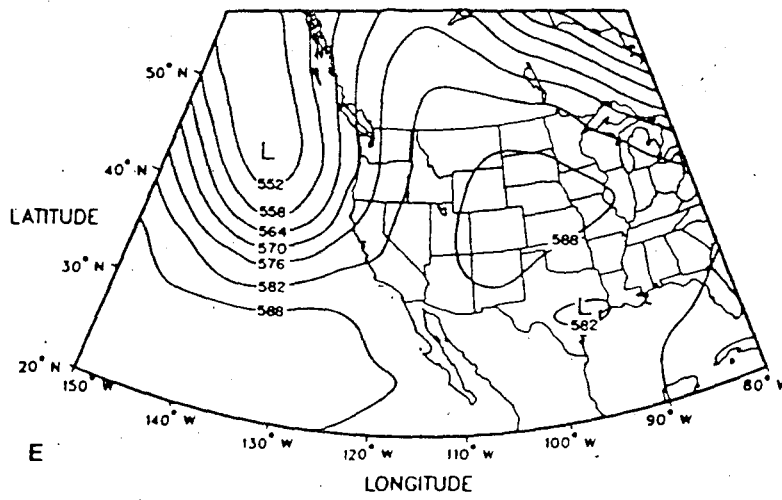 50° N
40° N
30° N
20° N
LATITUDE
L
552
558
564
570
576
582
588
588
L
582
150° W
140° W
130° W
120° W
110° W
100° W
90° W
80° W
E
LONGITUDE